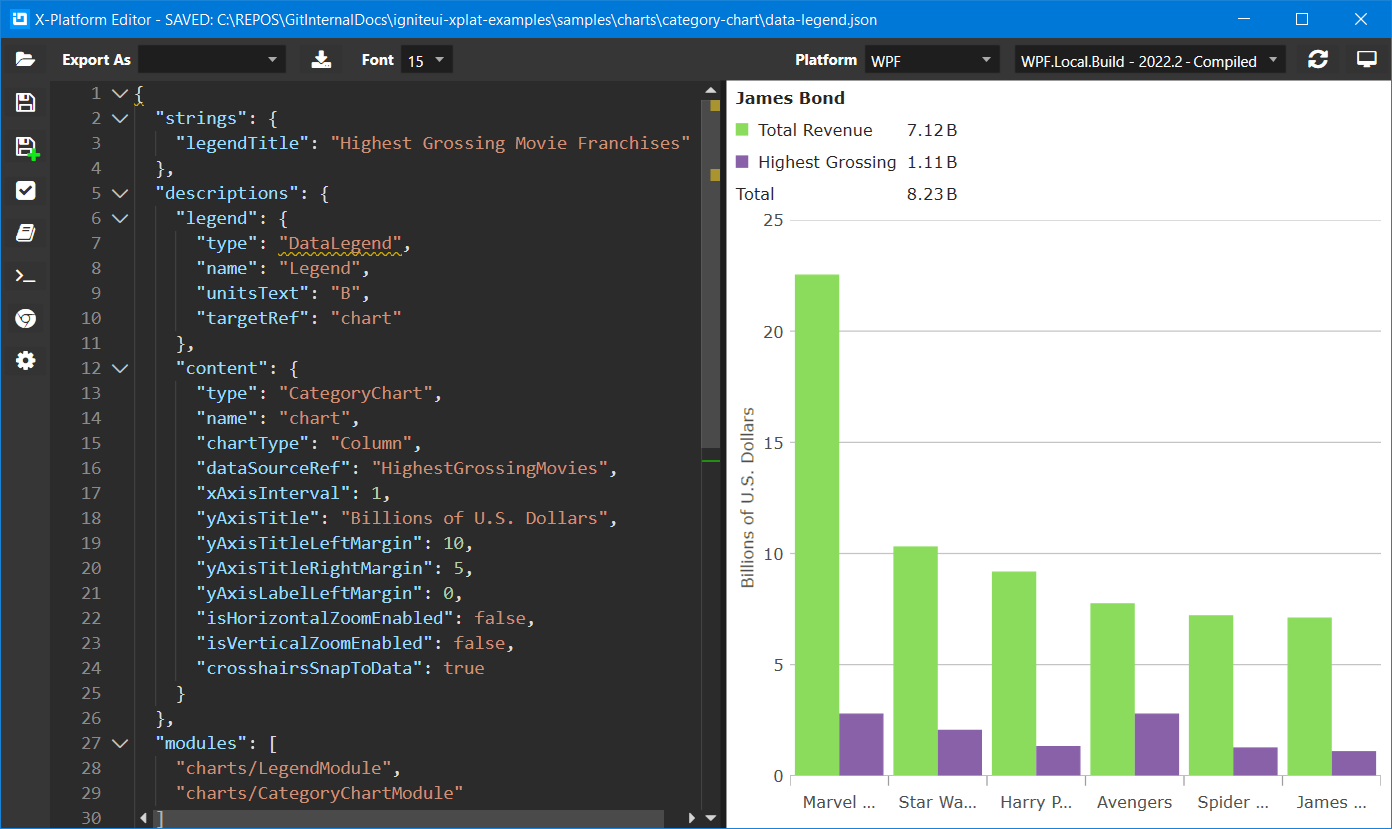 X-Platform Editor - SAVED: C:\REPOS\GitInternalDocs\igniteui-xplat-examples\samples\charts\category-chart\data-legend.json
Export As
Font 15
Platform WPF
WPF.Local.Build - 2022.2 - Compiled
1 {
2 "strings": {
3 "legendTitle": "Highest Grossing Movie Franchises"
4 },
5 "descriptions": {
6 "legend": {
7 "type": "DataLegend",
8 "name": "Legend",
9 "unitsText": "B",
10 "targetRef": "chart"
11 },
12 "content": {
13 "type": "CategoryChart",
14 "name": "chart",
15 "chartType": "Column",
16 "dataSourceRef": "HighestGrossingMovies",
17 "xAxisInterval": 1,
18 "yAxisTitle": "Billions of U.S. Dollars",
19 "yAxisTitleLeftMargin": 10,
20 "yAxisTitleRightMargin": 5,
21 "yAxisLabelLeftMargin": 0,
22 "isHorizontalZoomEnabled": false,
23 "isVerticalZoomEnabled": false,
24 "crosshairsSnapToData": true
25 }
26 },
27 "modules": [
28 "charts/LegendModule",
29 "charts/CategoryChartModule"
30 ]
James Bond
Total Revenue 7.12 B
Highest Grossing 1.11 B
Total 8.23 B
25
20
15
10
5
0
Billions of U.S. Dollars
Marvel ... Star Wa... Harry P... Avengers Spider ... James ...